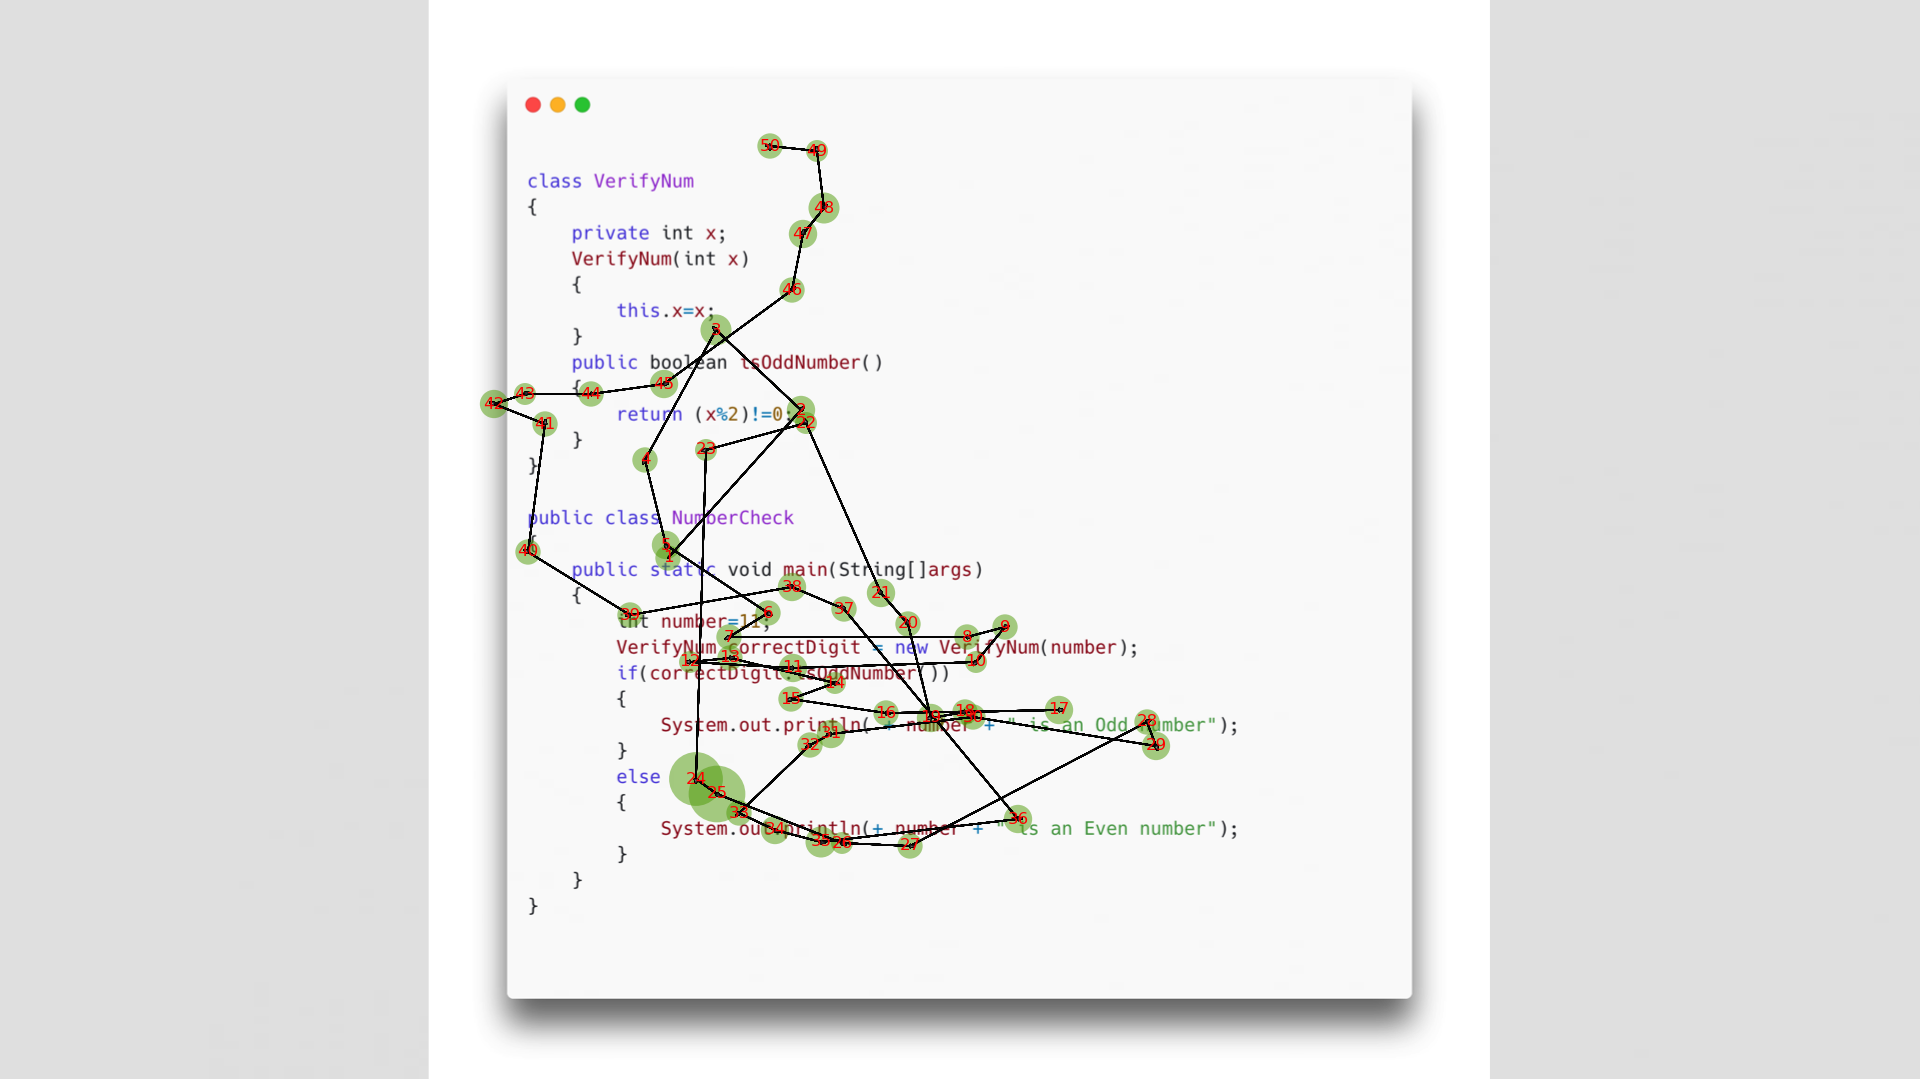 class VerifyNum
{
private int x;
VerifyNum(int x)
{
this.x=x;
}
public boolean isOddNumber()
{
return (x%2)!=0;
}
}
public class NumberCheck
{
public static void main(String[]args)
{
int number=11;
VerifyNum correctDigit = new VerifyNum(number);
if(correctDigit.isOddNumber())
{
System.out.println( + number + " is an Odd number");
}
else
{
System.out.println(+ number + " is an Even number");
}
}
}
50 49
48
47
46
3
45
43 44
42
41
2
22
23
4
5
1
40
38
21
39 6 37
20
7 8 9
12 13 11 10
14
15
16 19 18 30 17
28
31
32 29
24
25
33
34
35 26 27
36